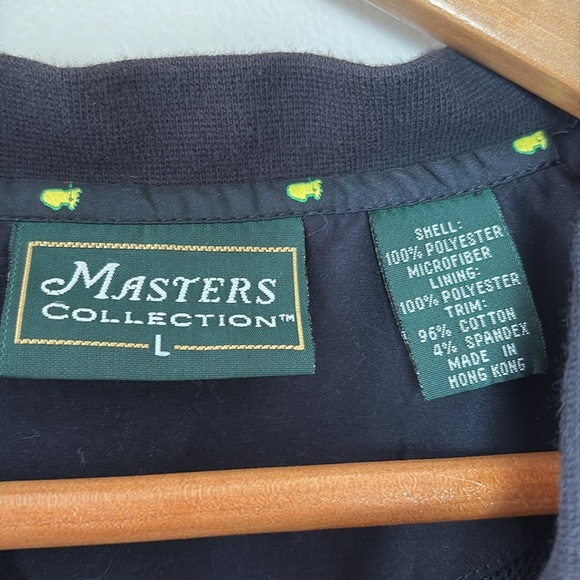 MASTERS
COLLECTION™
L
SHELL:
100% POLYESTER
MICROFIBER
LINING:
100% POLYESTER
TRIM:
96% COTTON
4% SPANDEX
MADE IN
HONG KONG